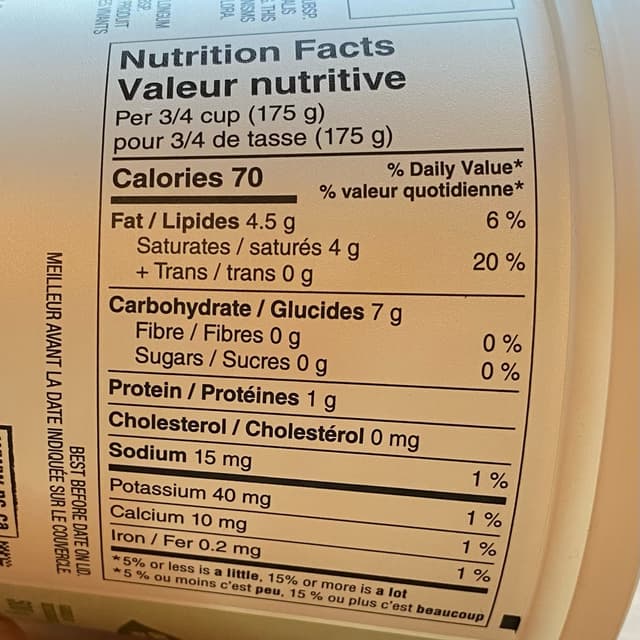 Nutrition Facts
Valeur nutritive
Per 3/4 cup (175 g)
pour 3/4 de tasse (175 g)
Calories 70
% Daily Value*
% valeur quotidienne*
Fat / Lipides 4.5 g 6 %
Saturates / saturés 4 g
+ Trans / trans 0 g 20 %
Carbohydrate / Glucides 7 g
Fibre / Fibres 0 g 0 %
Sugars / Sucres 0 g 0 %
Protein / Protéines 1 g
Cholesterol / Cholestérol 0 mg
Sodium 15 mg 1 %
Potassium 40 mg 1 %
Calcium 10 mg 1 %
Iron / Fer 0.2 mg 1 %
*5% or less is a little, 15% or more is a lot
*5 % ou moins c'est peu, 15 % ou plus c'est beaucoup
BEST BEFORE DATE ON LID.
MEILLEUR AVANT LA DATE INDIQUÉE SUR LE COUVERCLE